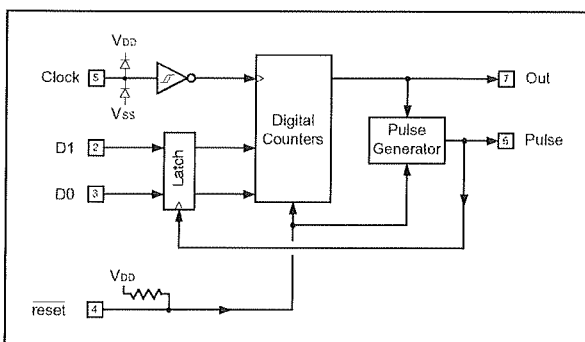 VDD
Clock 5
VSS
Digital
Counters
7 Out
Pulse
Generator
6 Pulse
D1 2
Latch
D0 3
VDD
reset 4